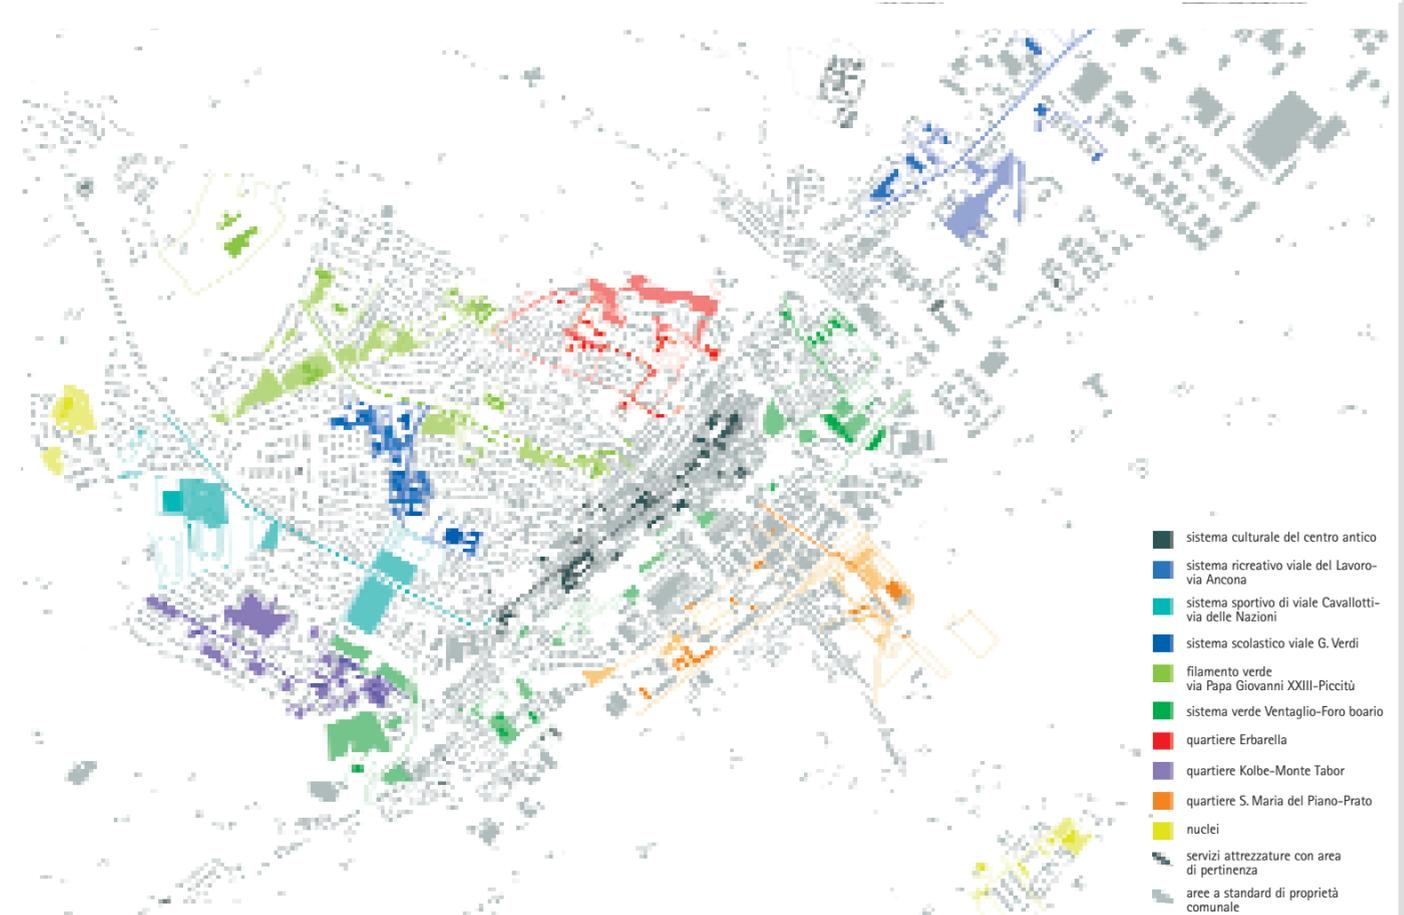 sistema culturale del centro antico
sistema ricreativo viale del Lavoro-
via Ancona
sistema sportivo di viale Cavallotti-
via delle Nazioni
sistema scolastico viale G. Verdi
filamento verde
via Papa Giovanni XXIII-Piccitù
sistema verde Ventaglio-Foro boario
quartiere Erbarella
quartiere Kolbe-Monte Tabor
quartiere S. Maria del Piano-Prato
nuclei
servizi attrezzature con area
di pertinenza
aree a standard di proprietà
comunale